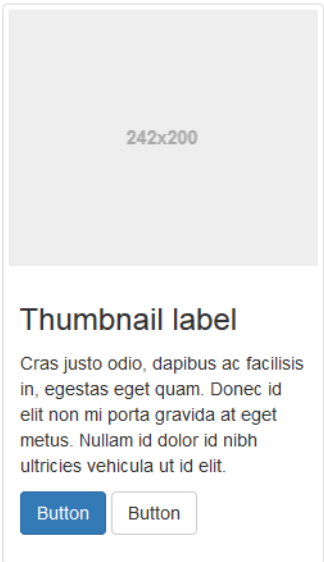 242x200
Thumbnail label
Cras justo odio, dapibus ac facilisis
in, egestas eget quam. Donec id
elit non mi porta gravida at eget
metus. Nullam id dolor id nibh
ultricies vehicula ut id elit.
Button Button